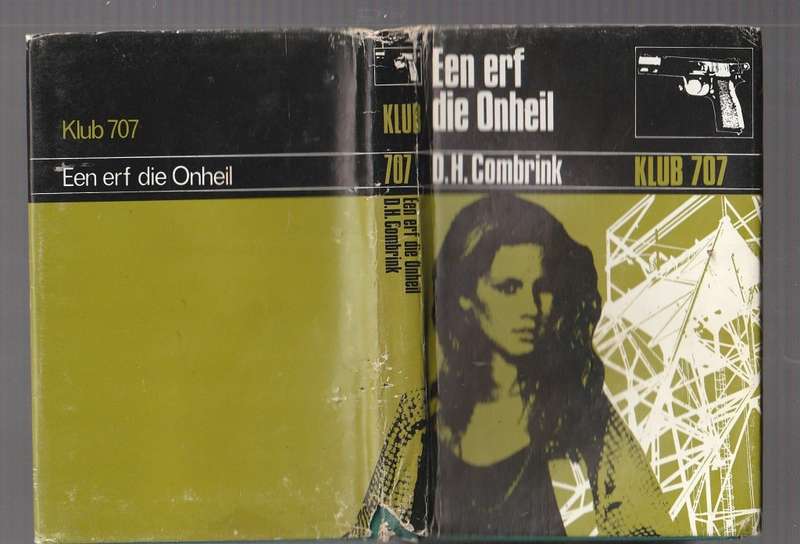 Klub 707
Een erf die Onheil
KLUB
707
Een erf die Onheil
D.H. Combrink
Een erf
die Onheil
D.H. Combrink
KLUB 707